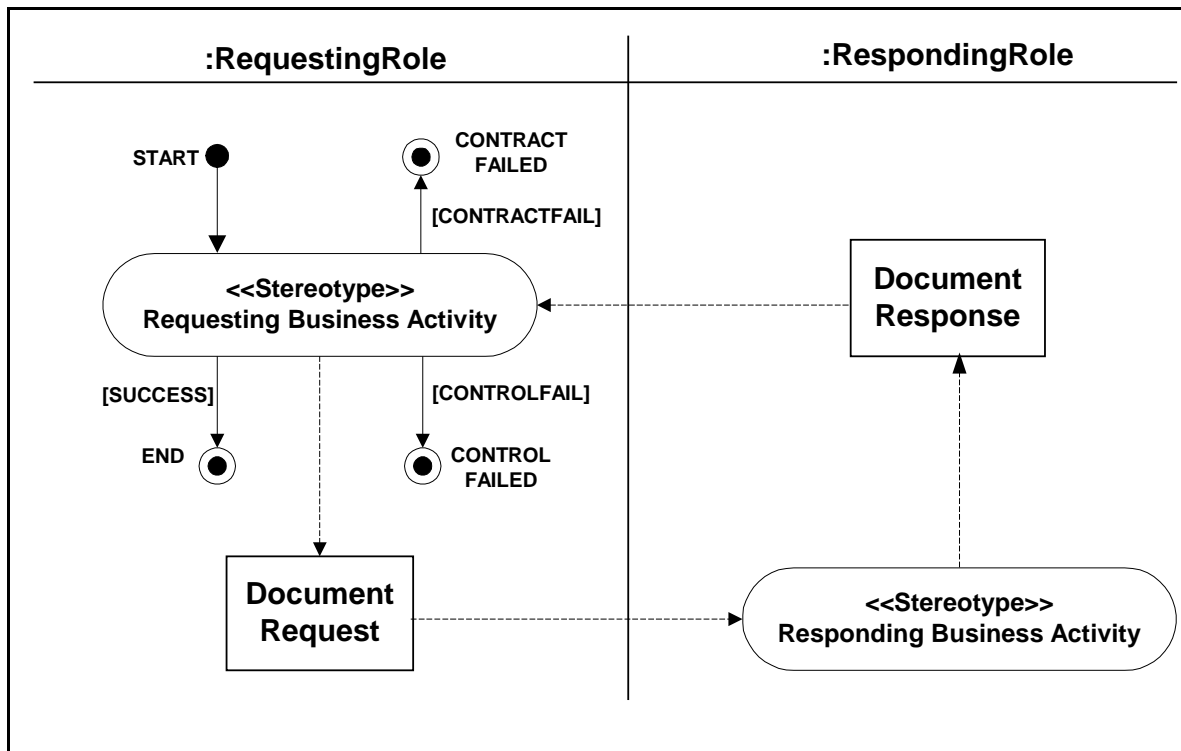 :RequestingRole
:RespondingRole
START
CONTRACT
FAILED
[CONTRACTFAIL]
<<Stereotype>>
Requesting Business Activity
Document
Response
[SUCCESS]
[CONTROLFAIL]
END
CONTROL
FAILED
Document
Request
<<Stereotype>>
Responding Business Activity